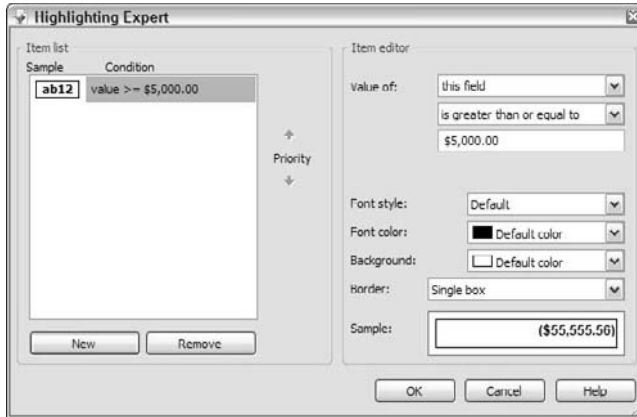 Highlighting Expert
Item list
Sample Condition
ab12 value >= $5,000.00
Priority
New Remove
Item editor
Value of: this field
is greater than or equal to
$5,000.00
Font style: Default
Font color: Default color
Background: Default color
Border: Single box
Sample: ($55,555.56)
OK Cancel Help